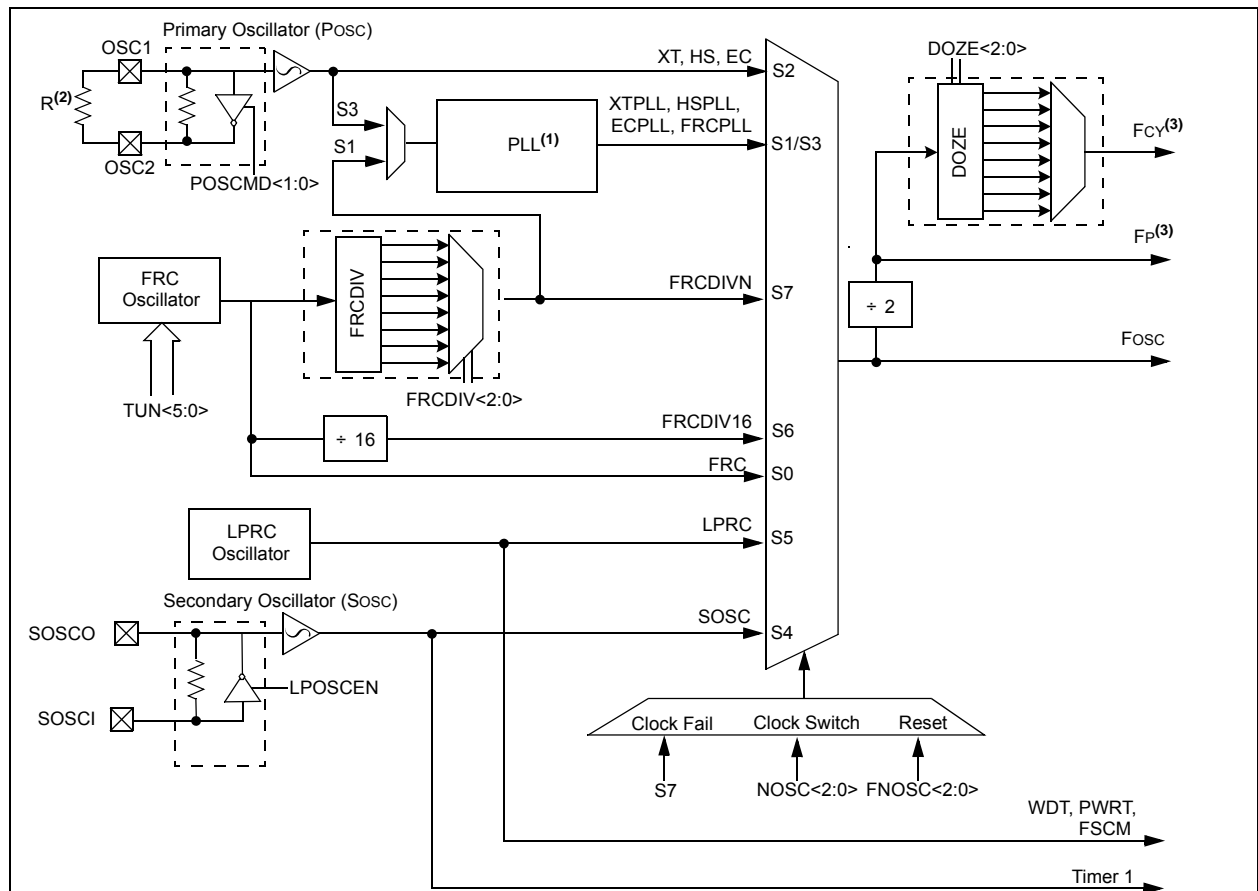 Primary Oscillator (POSC)
OSC1
R(2)
OSC2
POSCMD<1:0>
S3
S1
PLL(1)
XT, HS, EC
XTPLL, HSPLL,
ECPLL, FRCPLL
S2
S1/S3
DOZE<2:0>
DOZE
FCY(3)
FP(3)
÷ 2
FOSC
FRC
Oscillator
TUN<5:0>
FRCDIV
FRCDIV<2:0>
FRCDIVN
S7
÷ 16
FRCDIV16
S6
FRC
S0
LPRC
Oscillator
LPRC
S5
Secondary Oscillator (SOSC)
SOSCO
SOSCI
LPOSCEN
SOSC
S4
Clock Fail
Clock Switch
Reset
S7
NOSC<2:0>
FNOSC<2:0>
WDT, PWRT,
FSCM
Timer 1